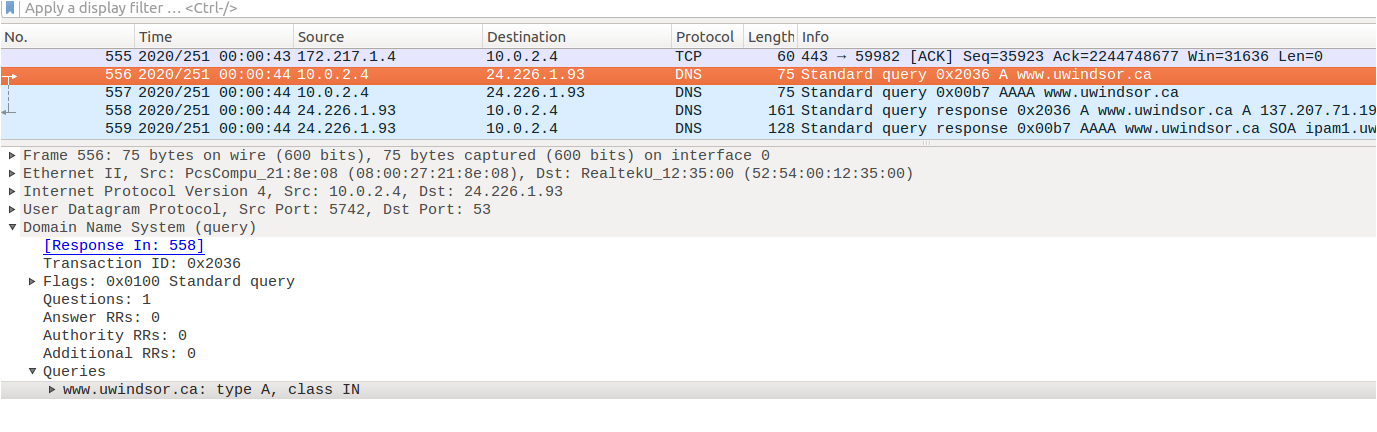 Apply a display filter … <Ctrl-/>
No. Time Source Destination Protocol Length Info
555 2020/251 00:00:43 172.217.1.4 10.0.2.4 TCP 60 443 → 59982 [ACK] Seq=35923 Ack=2244748677 Win=31636 Len=0
556 2020/251 00:00:44 10.0.2.4 24.226.1.93 DNS 75 Standard query 0x2036 A www.uwindsor.ca
557 2020/251 00:00:44 10.0.2.4 24.226.1.93 DNS 75 Standard query 0x00b7 AAAA www.uwindsor.ca
558 2020/251 00:00:44 24.226.1.93 10.0.2.4 DNS 161 Standard query response 0x2036 A www.uwindsor.ca A 137.207.71.19
559 2020/251 00:00:44 24.226.1.93 10.0.2.4 DNS 128 Standard query response 0x00b7 AAAA www.uwindsor.ca SOA ipam1.uw
Frame 556: 75 bytes on wire (600 bits), 75 bytes captured (600 bits) on interface 0
Ethernet II, Src: PcsCompu_21:8e:08 (08:00:27:21:8e:08), Dst: RealtekU_12:35:00 (52:54:00:12:35:00)
Internet Protocol Version 4, Src: 10.0.2.4, Dst: 24.226.1.93
User Datagram Protocol, Src Port: 5742, Dst Port: 53
Domain Name System (query)
[Response In: 558]
Transaction ID: 0x2036
Flags: 0x0100 Standard query
Questions: 1
Answer RRs: 0
Authority RRs: 0
Additional RRs: 0
Queries
www.uwindsor.ca: type A, class IN